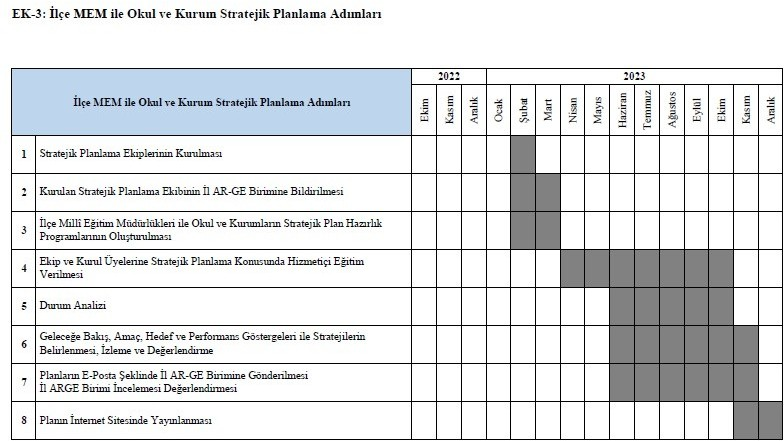 EK-3: İlçe MEM ile Okul ve Kurum Stratejik Planlama Adımları
İlçe MEM ile Okul ve Kurum Stratejik Planlama Adımları
2022
2023
Ekim
Kasım
Aralık
Ocak
Şubat
Mart
Nisan
Mayıs
Haziran
Temmuz
Ağustos
Eylül
Ekim
Kasım
Aralık
1 Stratejik Planlama Ekiplerinin Kurulması
2 Kurulan Stratejik Planlama Ekibinin İl AR-GE Birimine Bildirilmesi
3 İlçe Millî Eğitim Müdürlükleri ile Okul ve Kurumların Stratejik Plan Hazırlık
Programlarının Oluşturulması
4 Ekip ve Kurul Üyelerine Stratejik Planlama Konusunda Hizmetiçi Eğitim
Verilmesi
5 Durum Analizi
6 Geleceğe Bakış, Amaç, Hedef ve Performans Göstergeleri ile Stratejilerin
Belirlenmesi, İzleme ve Değerlendirme
7 Planların E-Posta Şeklinde İl AR-GE Birimine Gönderilmesi
İl ARGE Birimi İncelemesi Değerlendirmesi
8 Planın İnternet Sitesinde Yayınlanması